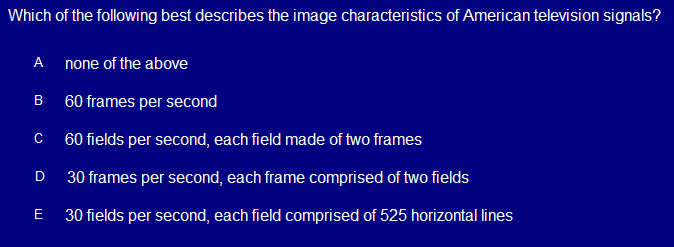 Which of the following best describes the image characteristics of American television signals?
A none of the above
B 60 frames per second
C 60 fields per second, each field made of two frames
D 30 frames per second, each frame comprised of two fields
E 30 fields per second, each field comprised of 525 horizontal lines